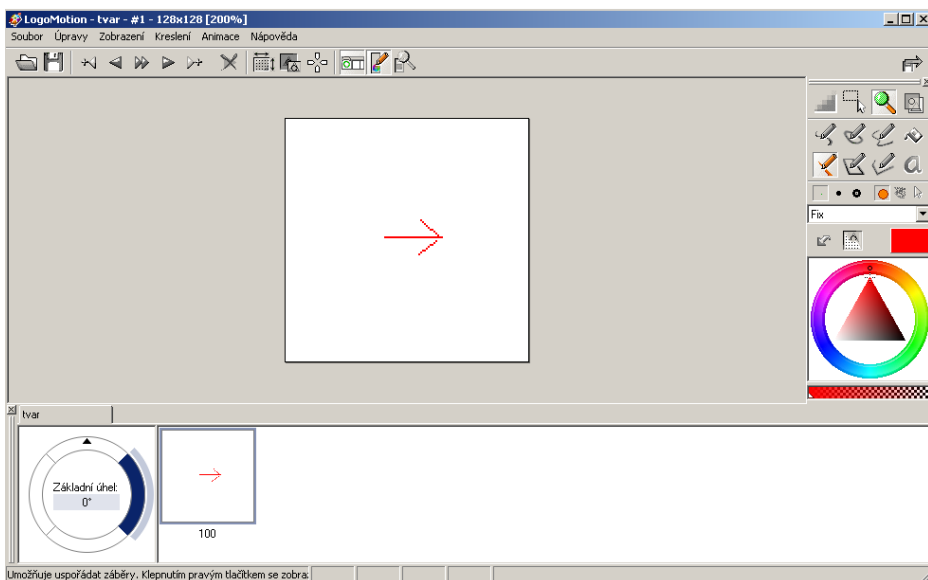 LogoMotion - tvar - #1 - 128x128 [200%]
Soubor Úpravy Zobrazení Kreslení Animace Nápověda
Fix
tvar
Základní úhel:
0°
100
Umožňuje uspořádat záběry. Klepnutím pravým tlačítkem se zobra